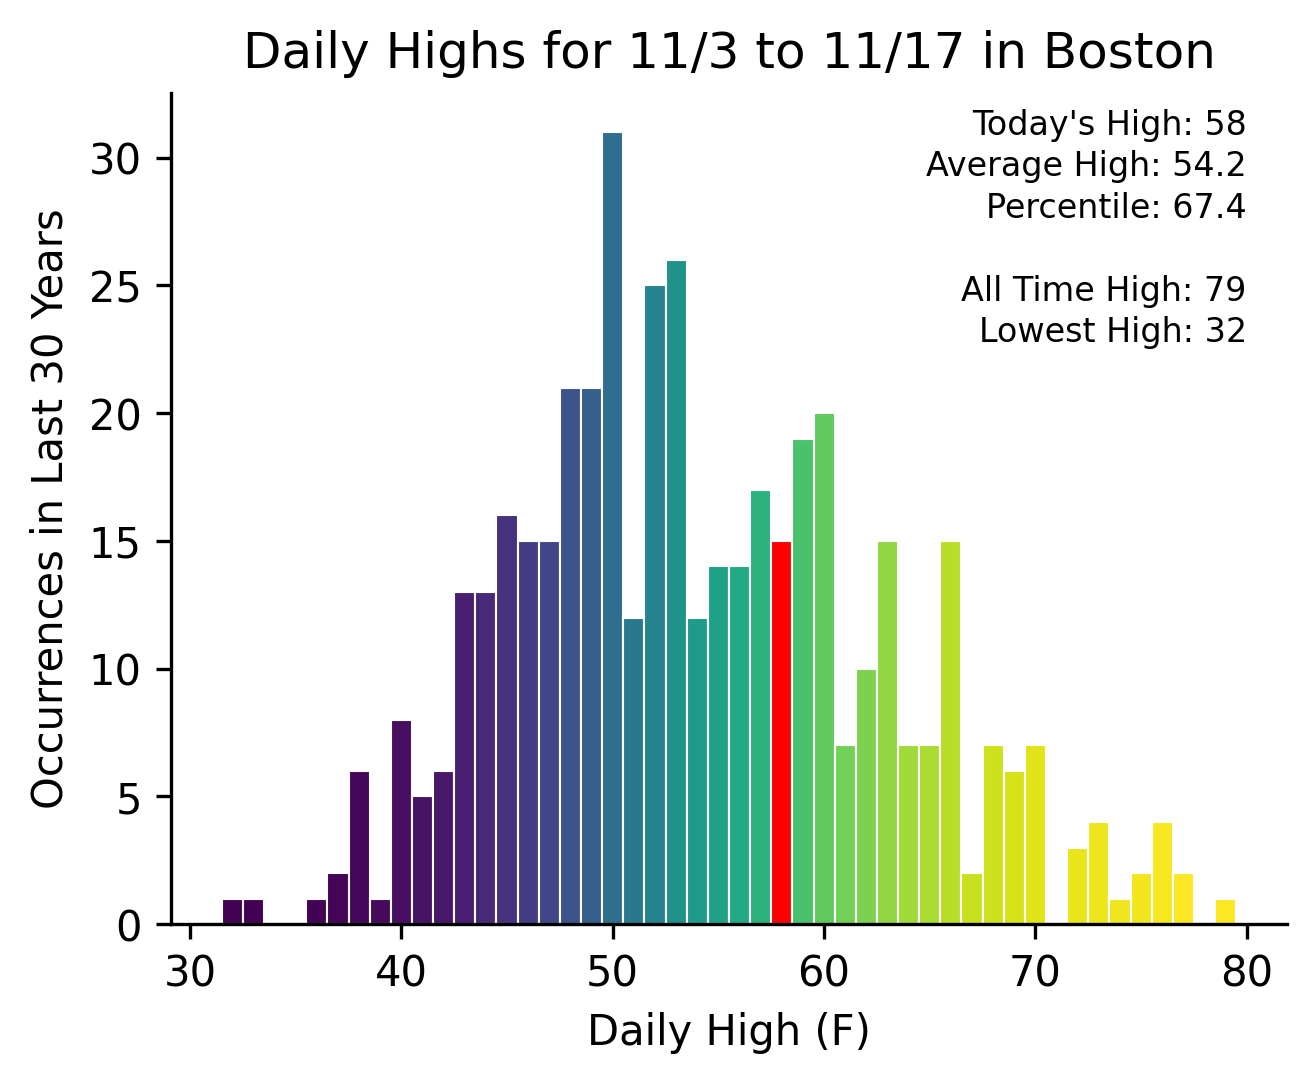 Daily Highs for 11/3 to 11/17 in Boston
Today's High: 58
Average High: 54.2
Percentile: 67.4
All Time High: 79
Lowest High: 32
Occurrences in Last 30 Years
30
25
20
15
10
5
0
30 40 50 60 70 80
Daily High (F)